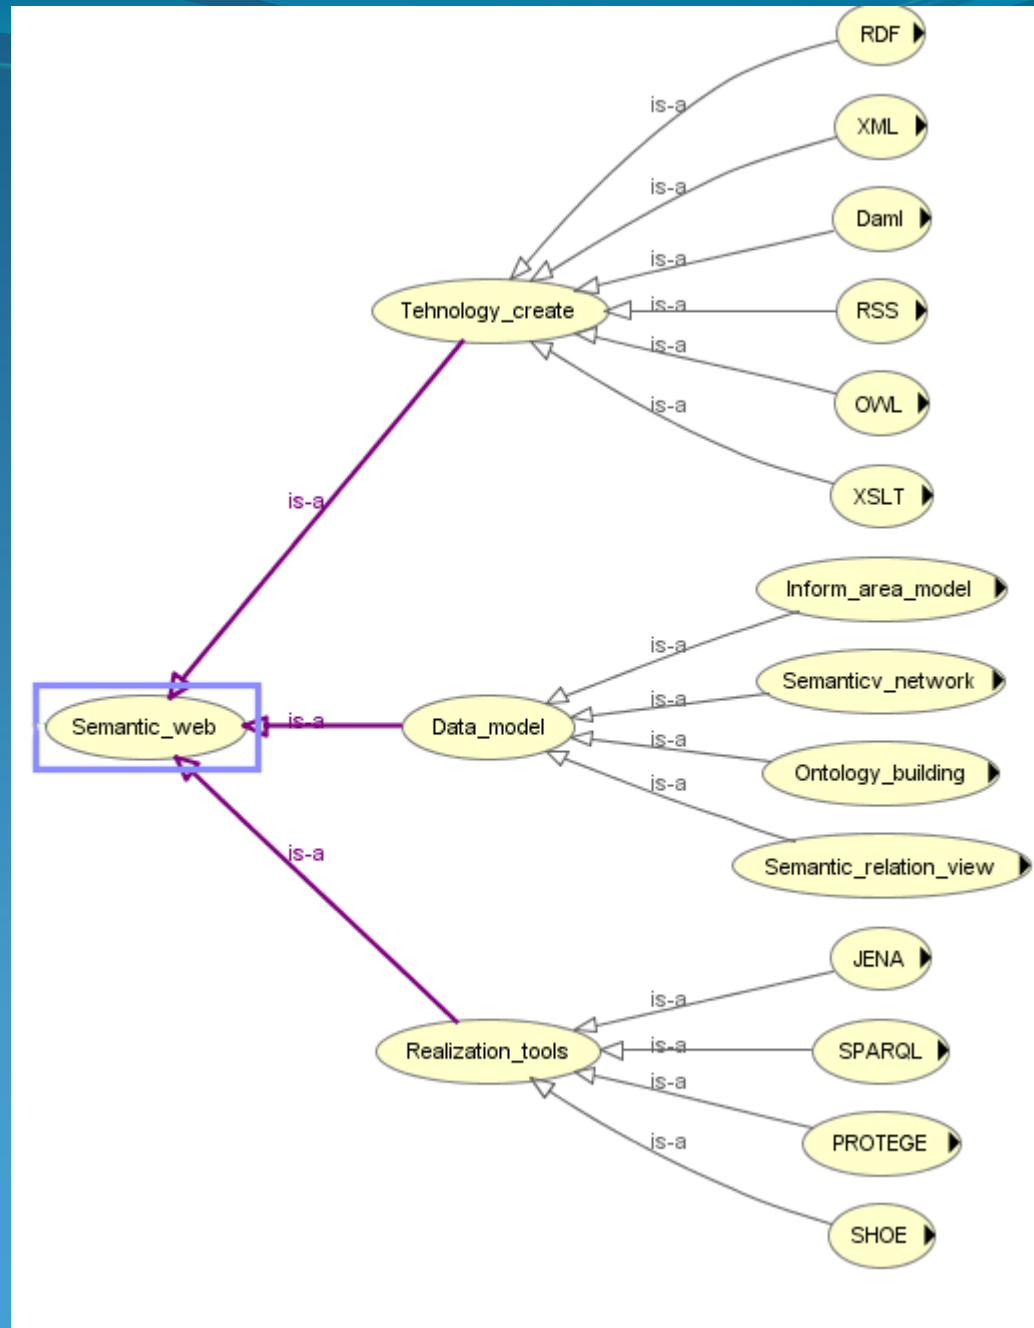 RDF
is-a
XML
is-a
Daml
is-a
Tehnology_create
is-a
RSS
is-a
OWL
is-a
XSLT
is-a
Inform_area_model
is-a
Semanticv_network
is-a
Semantic_web
is-a
Data_model
is-a
Ontology_building
is-a
Semantic_relation_view
is-a
JENA
is-a
Realization_tools
is-a
SPARQL
is-a
PROTEGE
is-a
SHOE